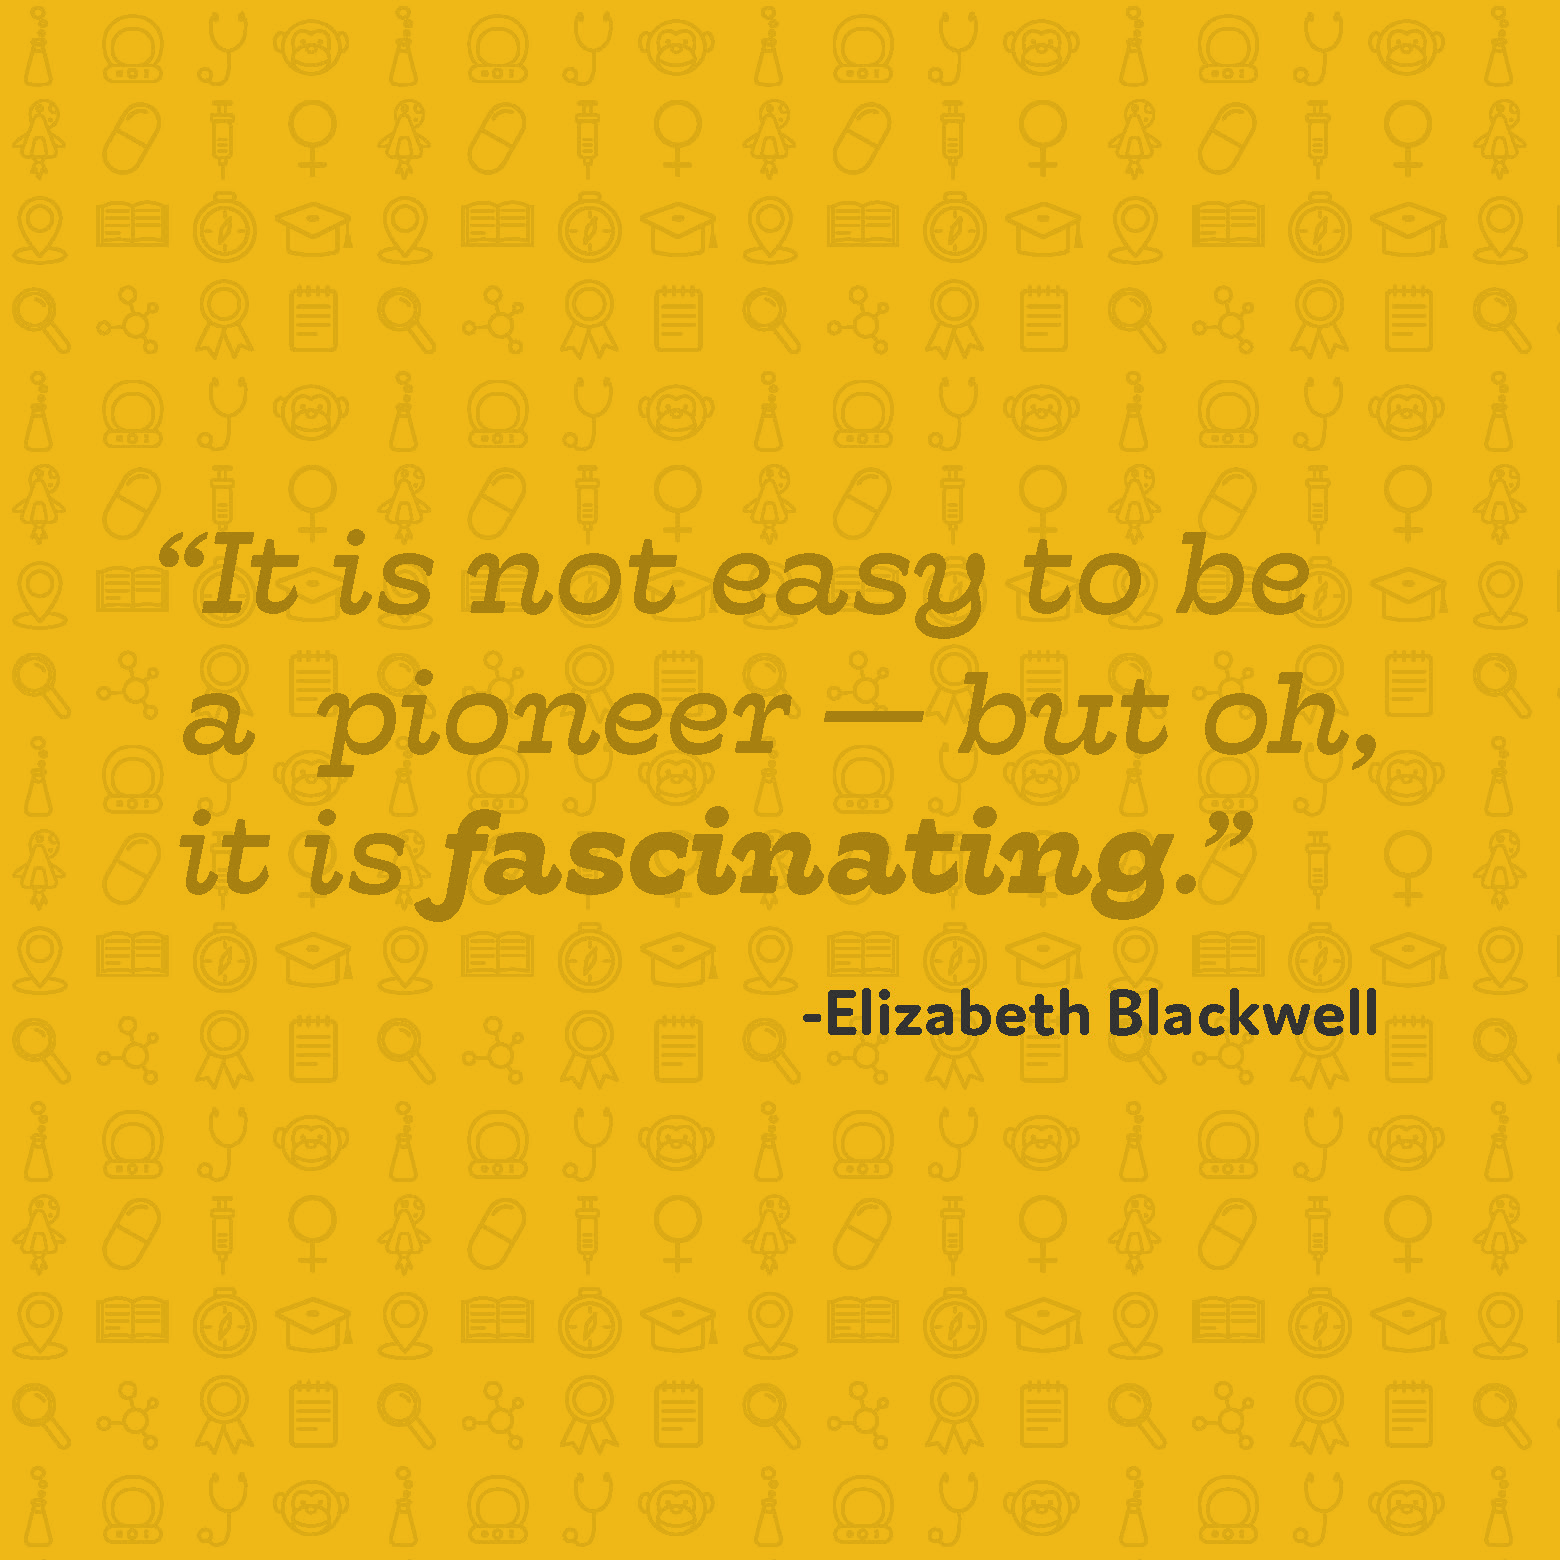 “It is not easy to be
a pioneer — but oh,
it is fascinating.”
-Elizabeth Blackwell